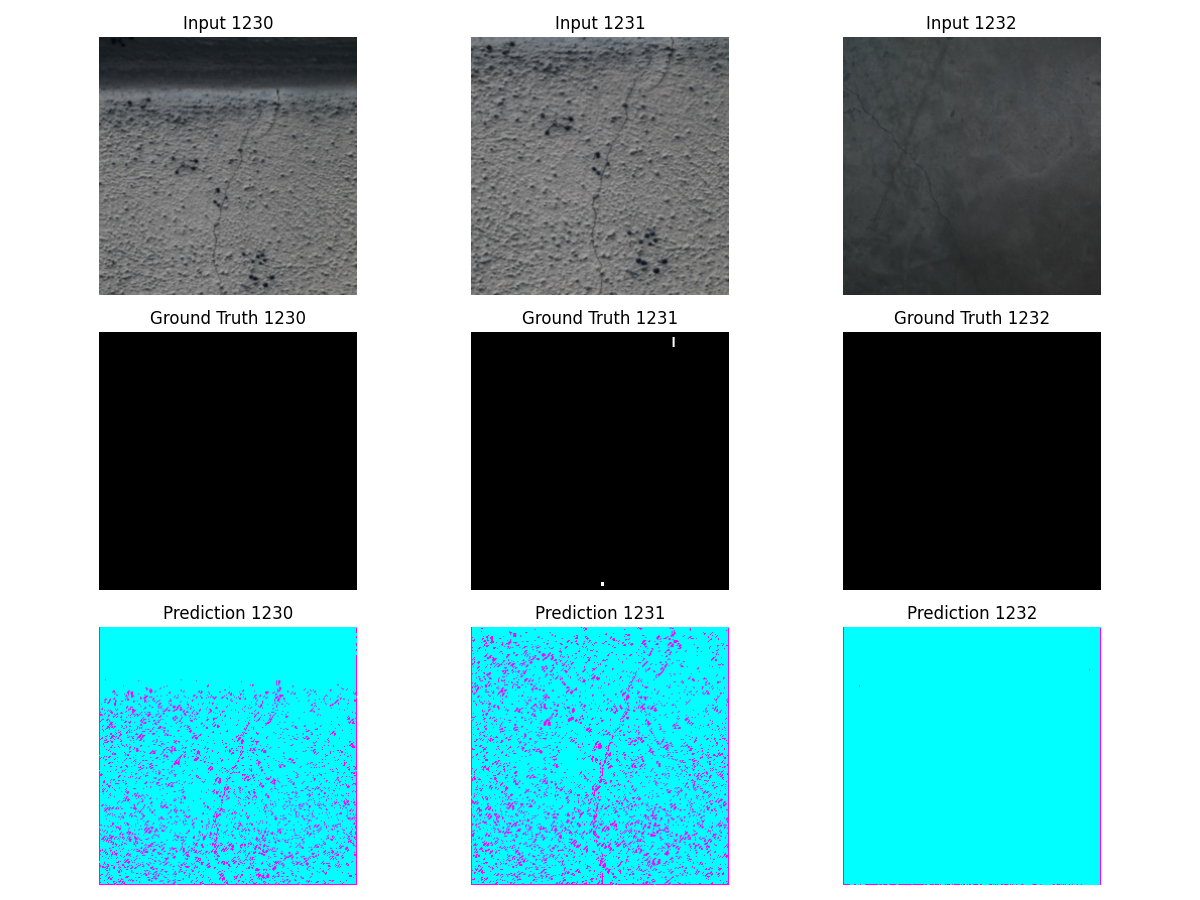 Input 1230
Input 1231
Input 1232
Ground Truth 1230
Ground Truth 1231
Ground Truth 1232
Prediction 1230
Prediction 1231
Prediction 1232